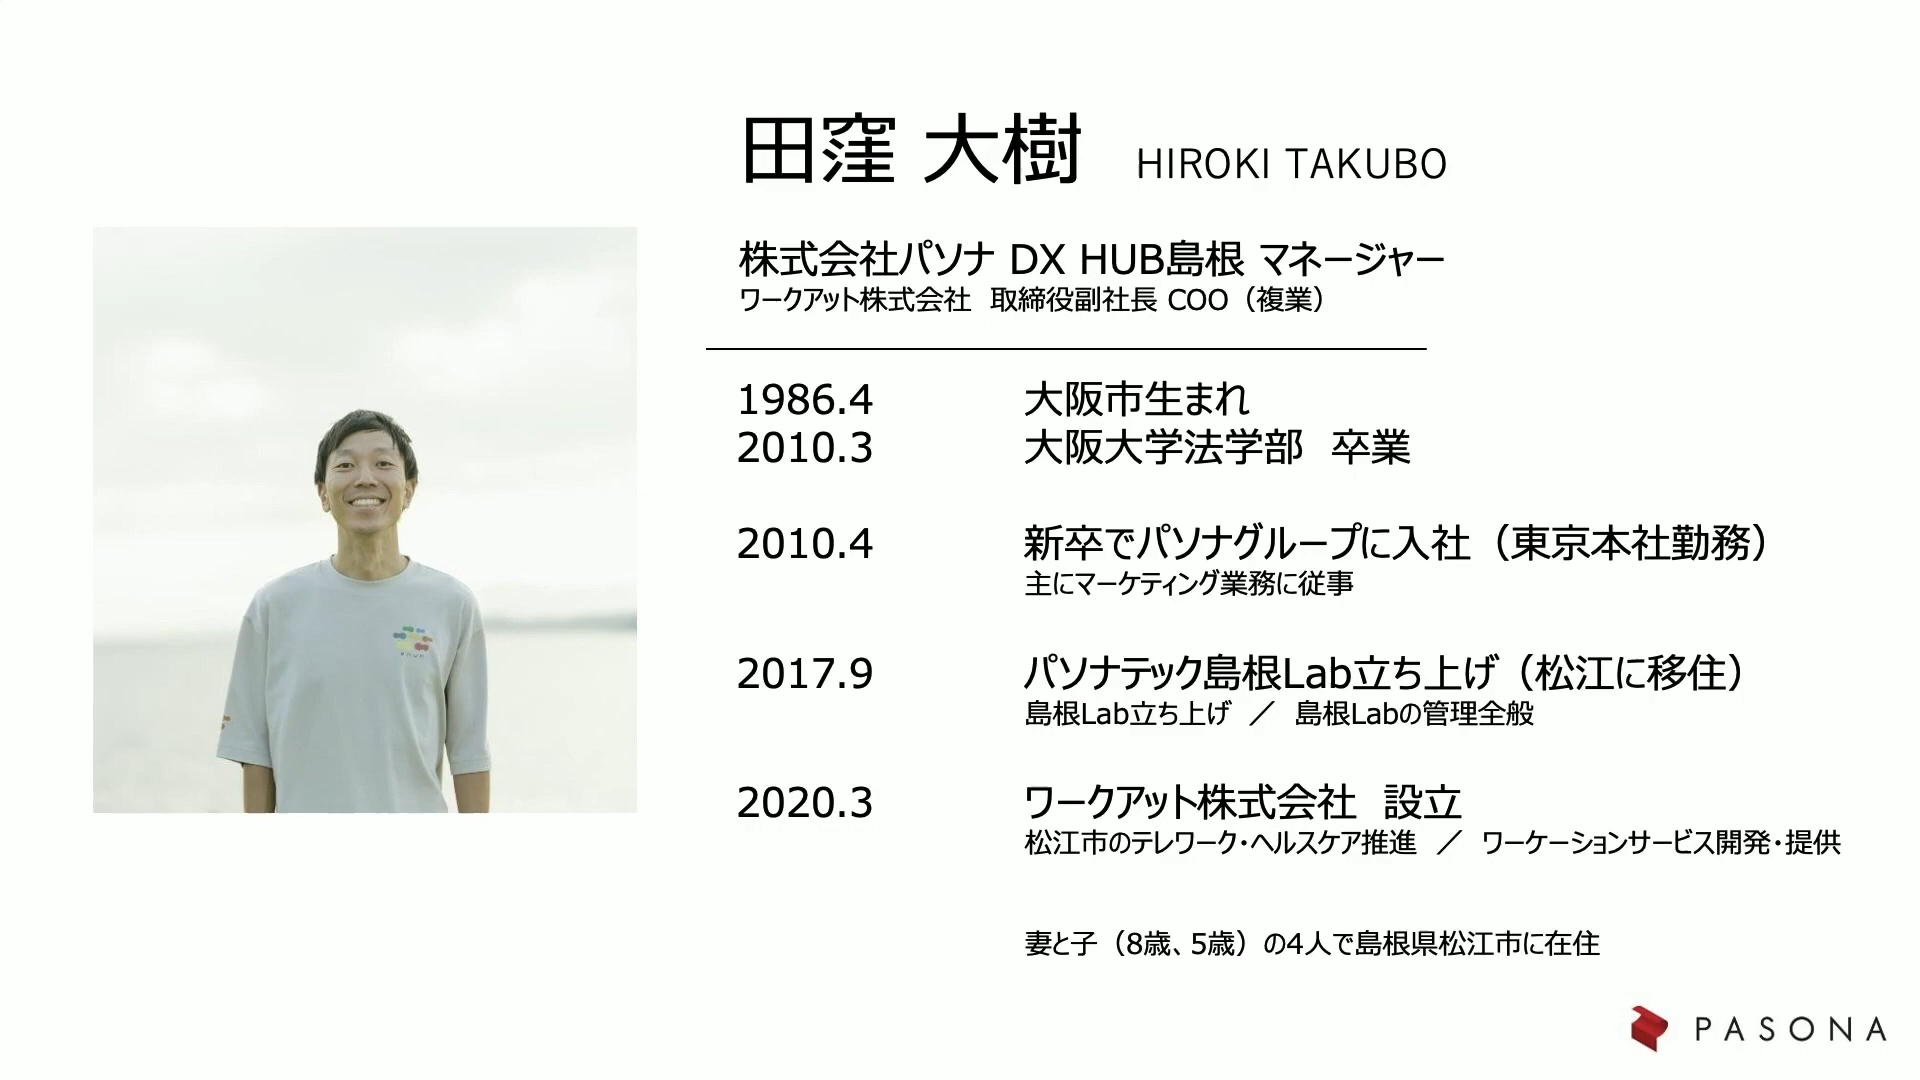 田窪 大樹 HIROKI TAKUBO
株式会社パソナ DX HUB島根 マネージャー
ワークアット株式会社 取締役副社長 COO（複業）
1986.4 大阪市生まれ
2010.3 大阪大学法学部 卒業
2010.4 新卒でパソナグループに入社（東京本社勤務）
主にマーケティング業務に従事
2017.9 パソナテック島根Lab立ち上げ（松江に移住）
島根Lab立ち上げ ／ 島根Labの管理全般
2020.3 ワークアット株式会社 設立
松江市のテレワーク・ヘルスケア推進 ／ ワーケーションサービス開発・提供
妻と子（8歳、5歳）の4人で島根県松江市に在住
PASONA